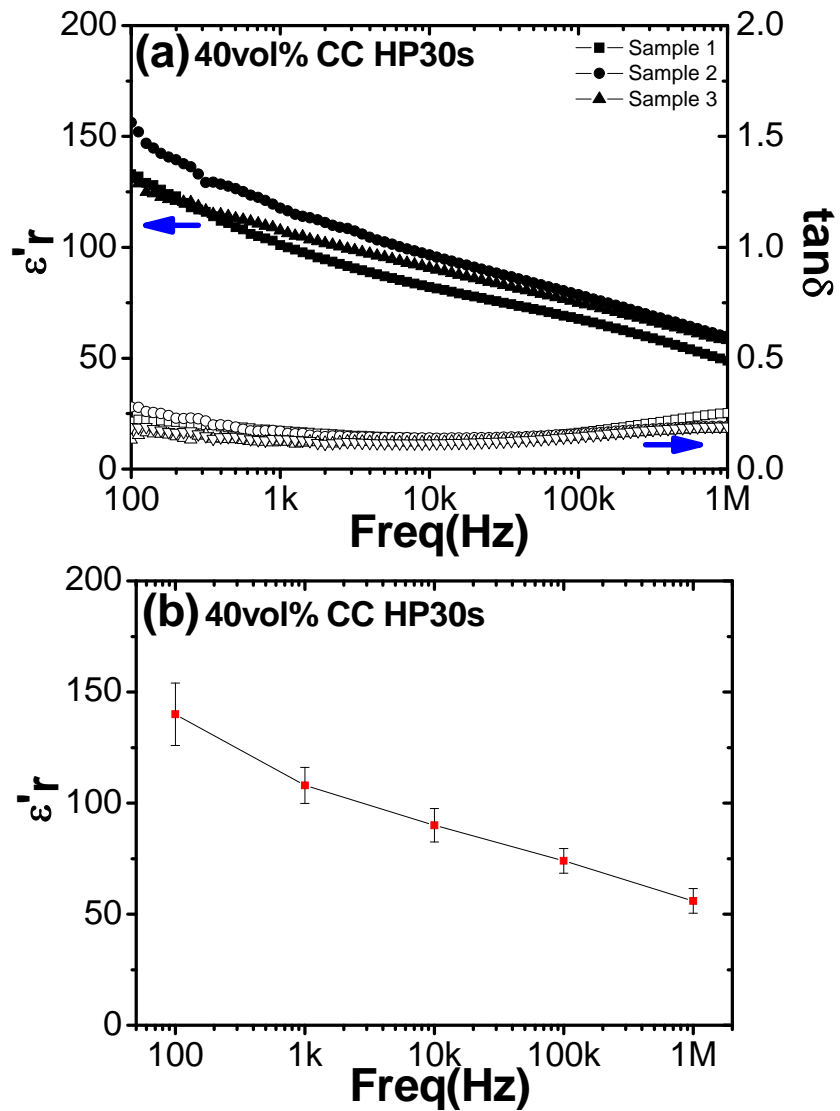 (a) 40vol% CC HP30s
Sample 1
Sample 2
Sample 3
200
150
100
50
0
ε'r
2.0
1.5
1.0
0.5
0.0
tanδ
100 1k 10k 100k 1M
Freq(Hz)
(b) 40vol% CC HP30s
200
150
100
50
0
ε'r
100 1k 10k 100k 1M
Freq(Hz)